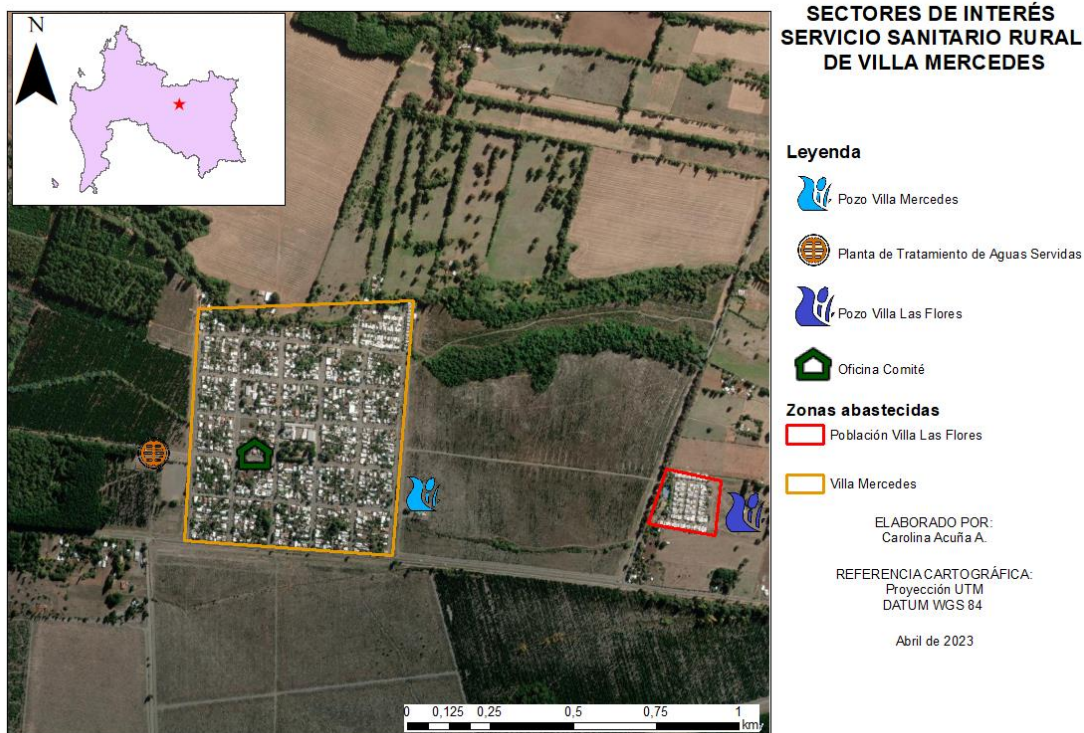 SECTORES DE INTERÉS
SERVICIO SANITARIO RURAL
DE VILLA MERCEDES
N
Leyenda
Pozo Villa Mercedes
Planta de Tratamiento de Aguas Servidas
Pozo Villa Las Flores
Oficina Comité
Zonas abastecidas
Población Villa Las Flores
Villa Mercedes
ELABORADO POR:
Carolina Acuña A.
REFERENCIA CARTOGRÁFICA:
Proyección UTM
DATUM WGS 84
Abril de 2023
0 0,125 0,25 0,5 0,75 1
km